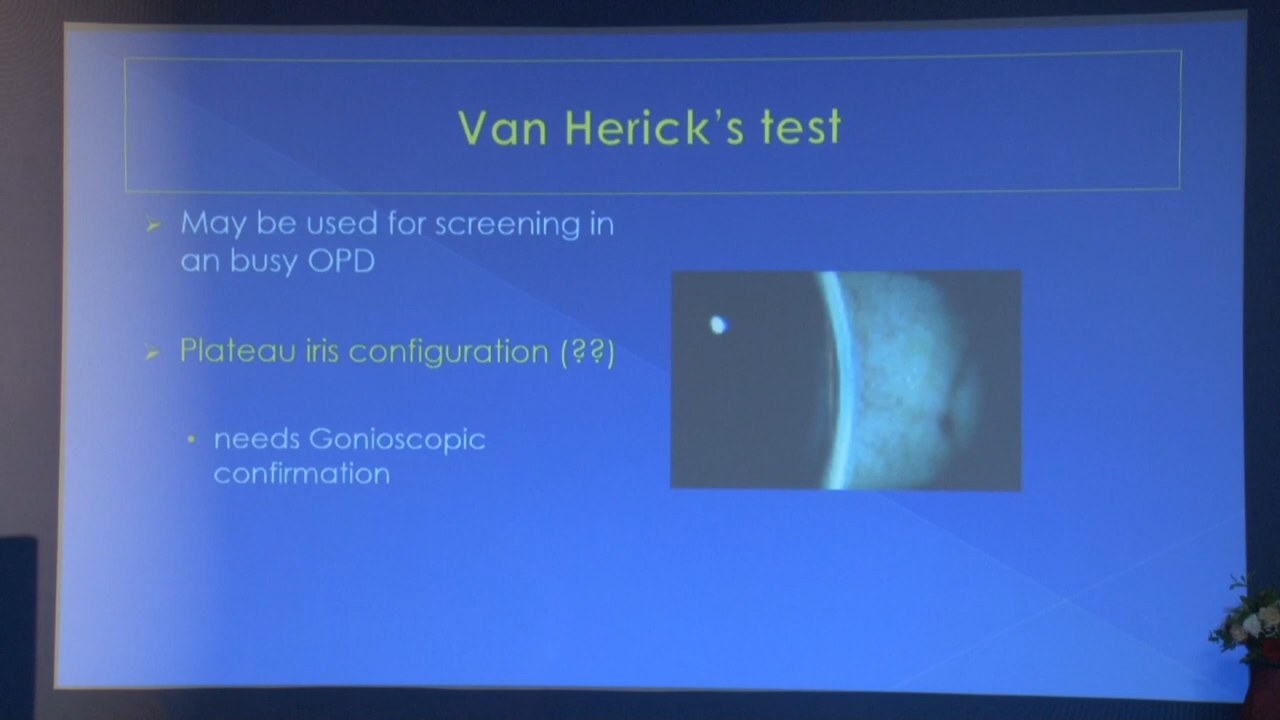 Van Herick's test
May be used for screening in
an busy OPD
Plateau iris configuration (??)
needs Gonioscopic
confirmation